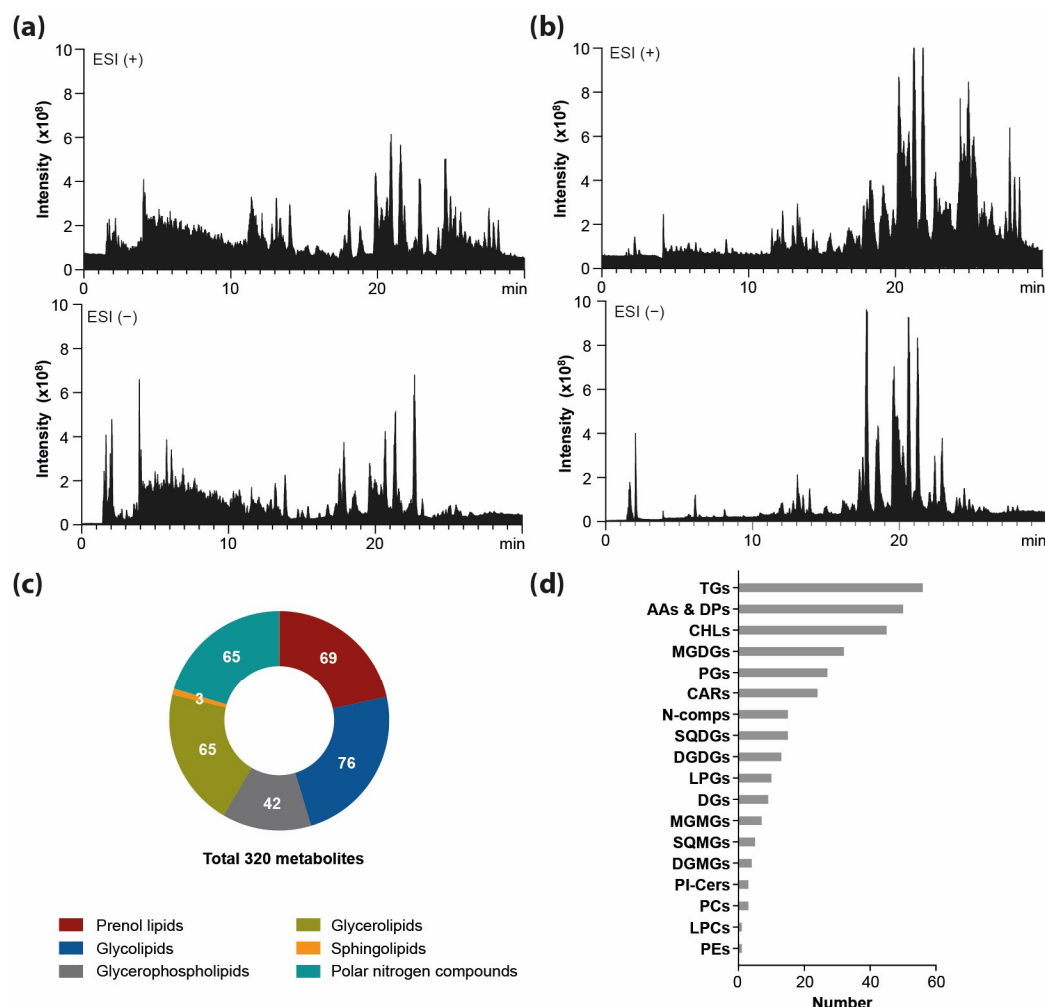 (a)
ESI (+)
Intensity (x10⁸)
10
8
6
4
2
0
0 10 20 min
ESI (−)
Intensity (x10⁸)
10
8
6
4
2
0
0 10 20 min
(b)
ESI (+)
Intensity (x10⁸)
10
8
6
4
2
0
0 10 20 min
ESI (−)
Intensity (x10⁸)
10
8
6
4
2
0
0 10 20 min
(c)
69
76
42
65
3
65
Total 320 metabolites
Prenol lipids
Glycolipids
Glycerophospholipids
Glycerolipids
Sphingolipids
Polar nitrogen compounds
(d)
TGs
AAs & DPs
CHLs
MGDGs
PGs
CARs
N-comps
SQDGs
DGDGs
LPGs
DGs
MGMGs
SQMGs
DGMGs
PI-Cers
PCs
LPCs
PEs
0 20 40 60
Number